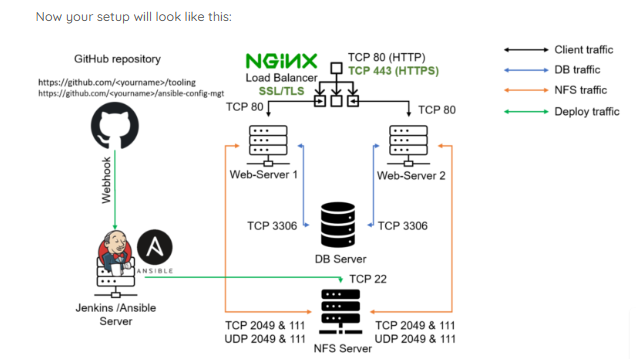 Now your setup will look like this:
GitHub repository
https://github.com/<yourname>/tooling
https://github.com/<yourname>/ansible-config-mgt
Webhook
ANSIBLE
Jenkins /Ansible
Server
NGINX
Load Balancer
SSL/TLS
TCP 80 (HTTP)
TCP 443 (HTTPS)
TCP 80
TCP 80
Web-Server 1
Web-Server 2
TCP 3306
TCP 3306
DB Server
TCP 22
TCP 2049 & 111
UDP 2049 & 111
TCP 2049 & 111
UDP 2049 & 111
NFS Server
Client traffic
DB traffic
NFS traffic
Deploy traffic